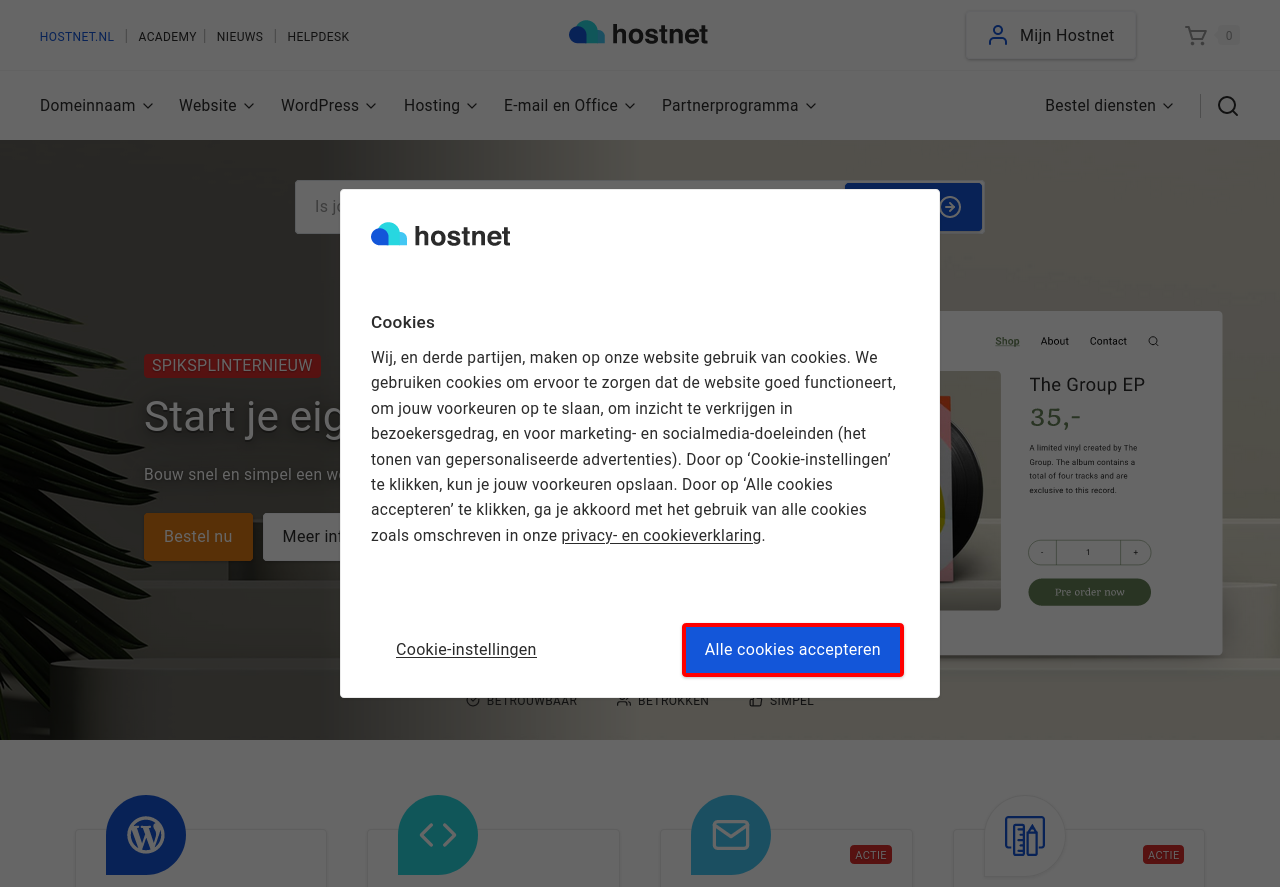 HOSTNET.NL
ACADEMY
NIEUWS
HELPDESK
hostnet
Mijn Hostnet
0
Domeinnaam
Website
WordPress
Hosting
E-mail en Office
Partnerprogramma
Bestel diensten
hostnet
Cookies
Wij, en derde partijen, maken op onze website gebruik van cookies. We
gebruiken cookies om ervoor te zorgen dat de website goed functioneert,
om jouw voorkeuren op te slaan, om inzicht te verkrijgen in
bezoekersgedrag, en voor marketing- en socialmedia-doeleinden (het
tonen van gepersonaliseerde advertenties). Door op ‘Cookie-instellingen’
te klikken, kun je jouw voorkeuren opslaan. Door op ‘Alle cookies
accepteren’ te klikken, ga je akkoord met het gebruik van alle cookies
zoals omschreven in onze privacy- en cookieverklaring.
Cookie-instellingen
Alle cookies accepteren
Is
SPIKSPLINTERNIEUW
Start je
Bouw snel en simpel een
Bestel nu
Meer
Shop
About
Contact
The Group EP
35,-
A limited vinyl created by The
Group. The album contains a
total of four tracks and are
exclusive to this record.
-
1
+
Pre order now
BETROUWBAAR
BETROKKEN
SIMPEL
ACTIE
ACTIE